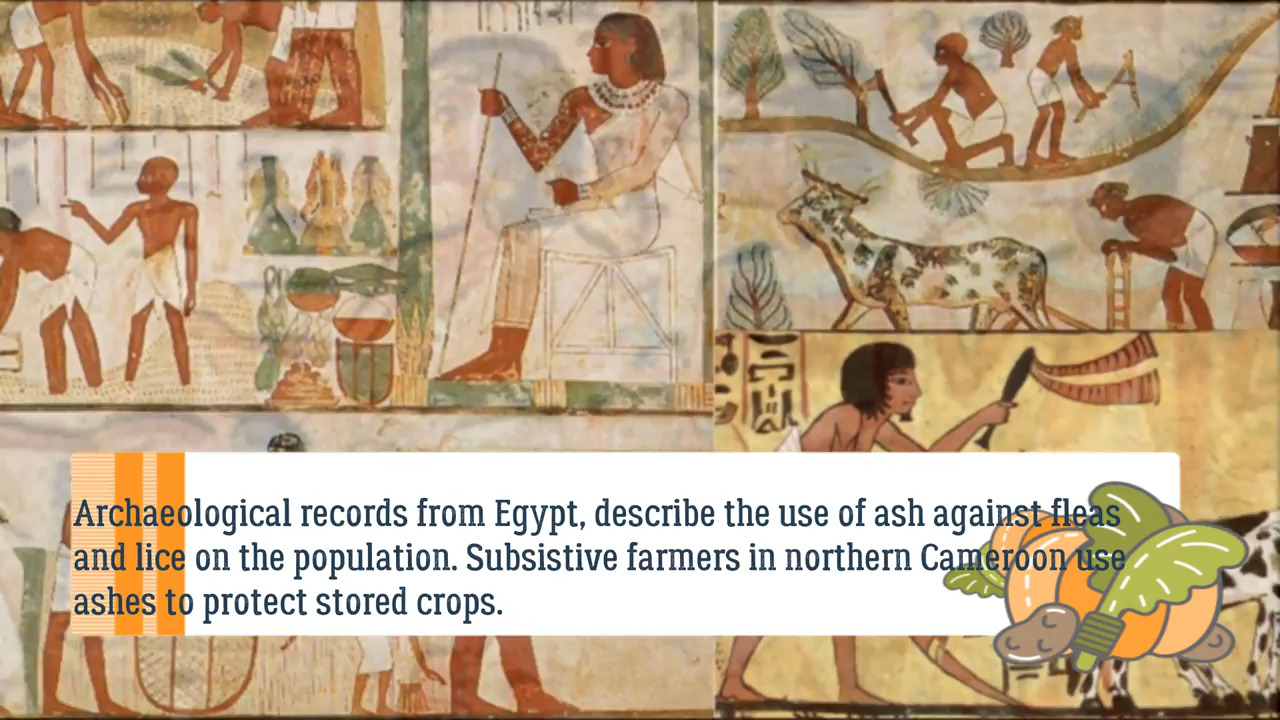 Archaeological records from Egypt, describe the use of ash against fleas
and lice on the population. Subsistive farmers in northern Cameroon use
ashes to protect stored crops.